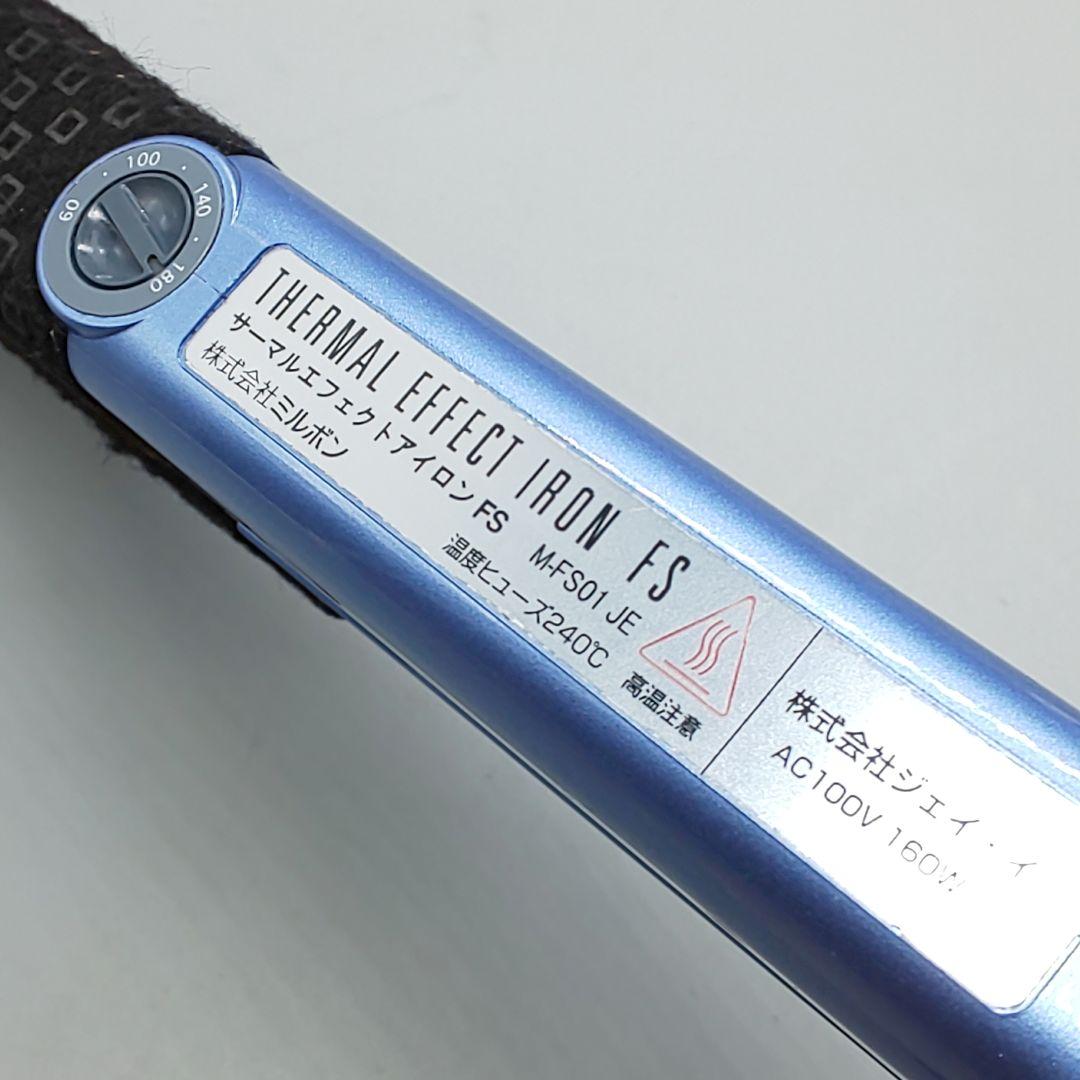 60 · 100 · 140 · 180
THERMAL EFFECT IRON FS
サーマルエフェクトアイロンFS M-FS01 JE
株式会社ミルボン 温度ヒューズ240℃
高温注意
株式会社ジェイ・イ
AC100V 160W